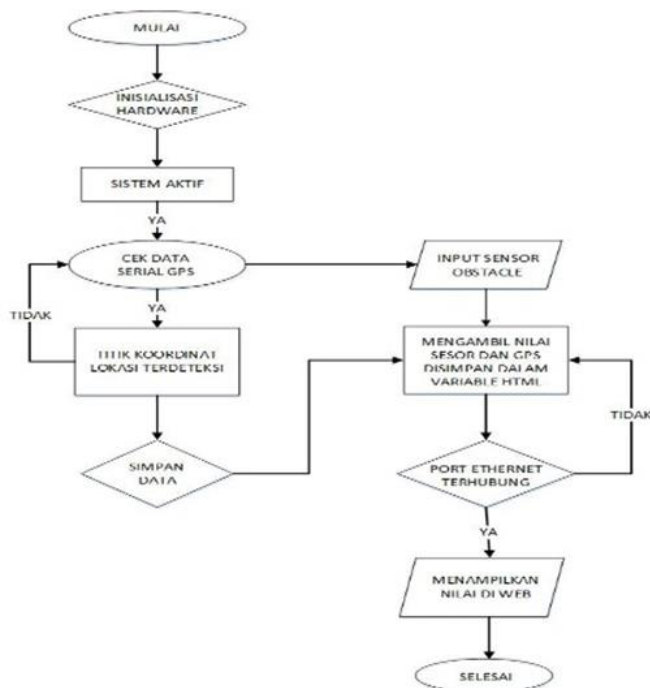 MULAI
INISIALISASI
HARDWARE
SISTEM AKTIF
YA
CEK DATA
SERIAL GPS
YA
TIDAK
TITIK KOORDINAT
LOKASI TERDETEKSI
SIMPAN
DATA
INPUT SENSOR
OBSTACLE
MENGAMBIL NILAI
SESOR DAN GPS
DISIMPAN DALAM
VARIABLE HTML
TIDAK
PORT ETHERNET
TERHUBUNG
YA
MENAMPILKAN
NILAI DI WEB
SELESAI